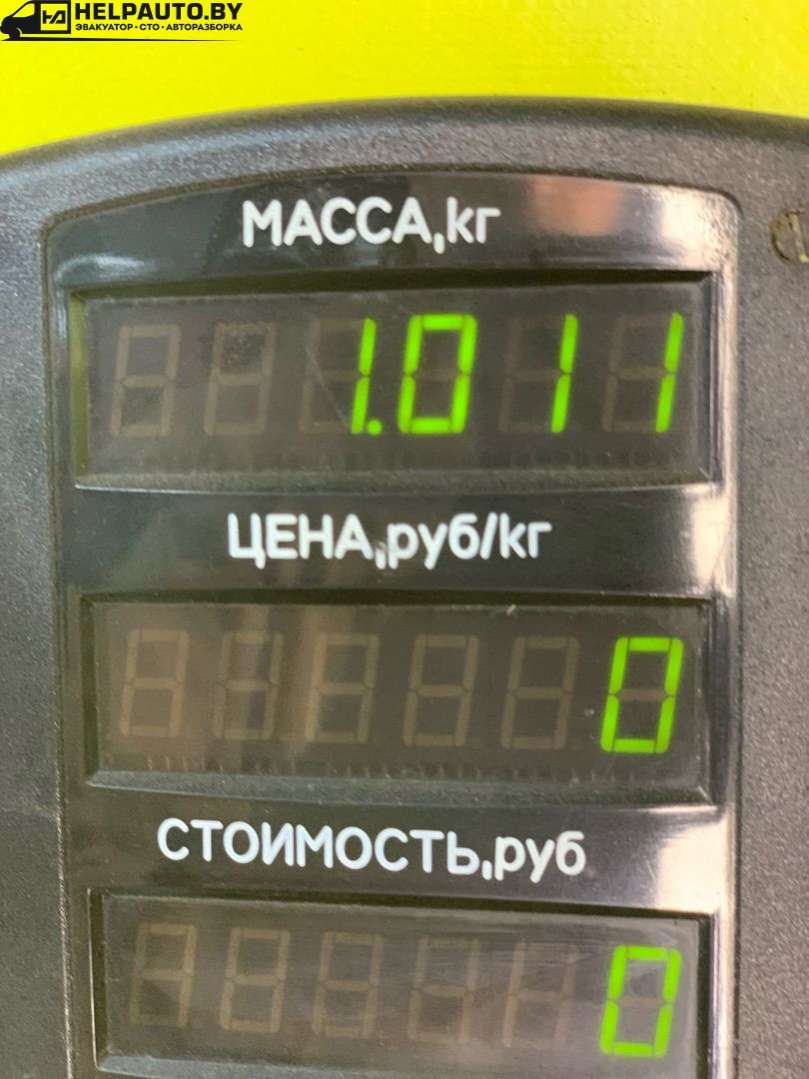 HELPAUTO.BY
ЭВАКУАТОР • СТО • АВТОРАЗБОРКА
МАССА,кг
1.011
ЦЕНА,руб/кг
0
СТОИМОСТЬ,руб
0